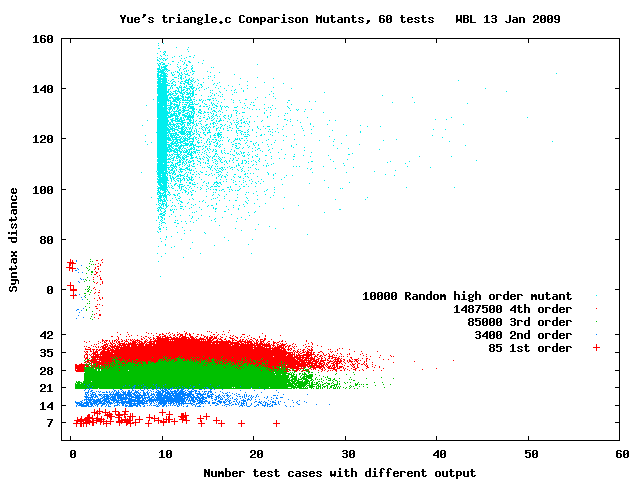 Yue's triangle.c Comparison Mutants, 60 tests   WBL 13 Jan 2009
160
140
120
100
80
0
42
35
28
21
14
7
Syntax distance
10000 Random high order mutant
1487500 4th order
85000 3rd order
3400 2nd order
85 1st order
0 10 20 30 40 50 60
Number test cases with different output